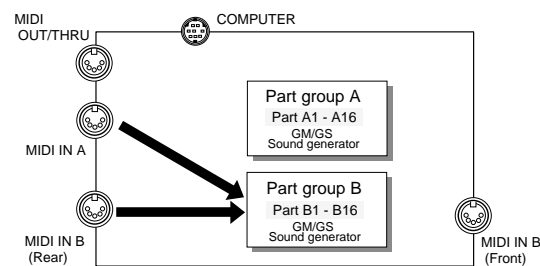 MIDI
OUT/THRU
COMPUTER
MIDI IN A
Part group A
Part A1 - A16
GM/GS
Sound generator
Part group B
Part B1 - B16
GM/GS
Sound generator
MIDI IN B
(Rear)
MIDI IN B
(Front)